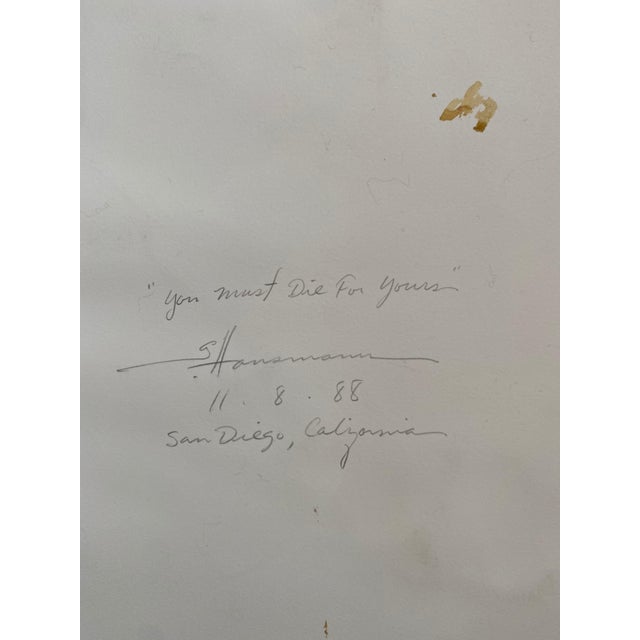 "You Must Die For Yours"
G. Hansmann
11 . 8 . 88
San Diego, California